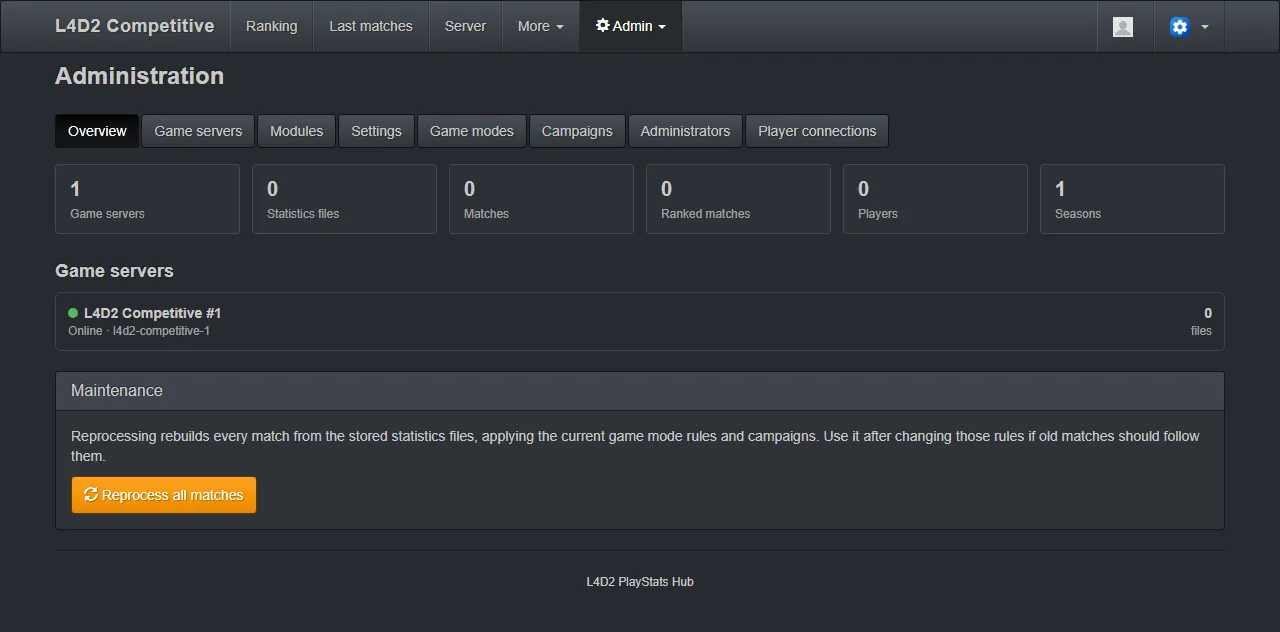 L4D2 Competitive Ranking Last matches Server More Admin
Administration
Overview Game servers Modules Settings Game modes Campaigns Administrators Player connections
1 0 0 0 0 1
Game servers Statistics files Matches Ranked matches Players Seasons
Game servers
L4D2 Competitive #1 0
Online · l4d2-competitive-1 files
Maintenance
Reprocessing rebuilds every match from the stored statistics files, applying the current game mode rules and campaigns. Use it after changing those rules if old matches should follow
them.
Reprocess all matches
L4D2 PlayStats Hub